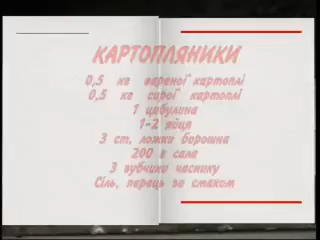 КАРТОПЛЯНИКИ
0,5 кг вареної картоплі
0,5 кг сирої картоплі
1 цибулина
1-2 яйця
3 ст, ложки борошна
200 г сала
3 зубчики часнику
Сіль, перець за смаком